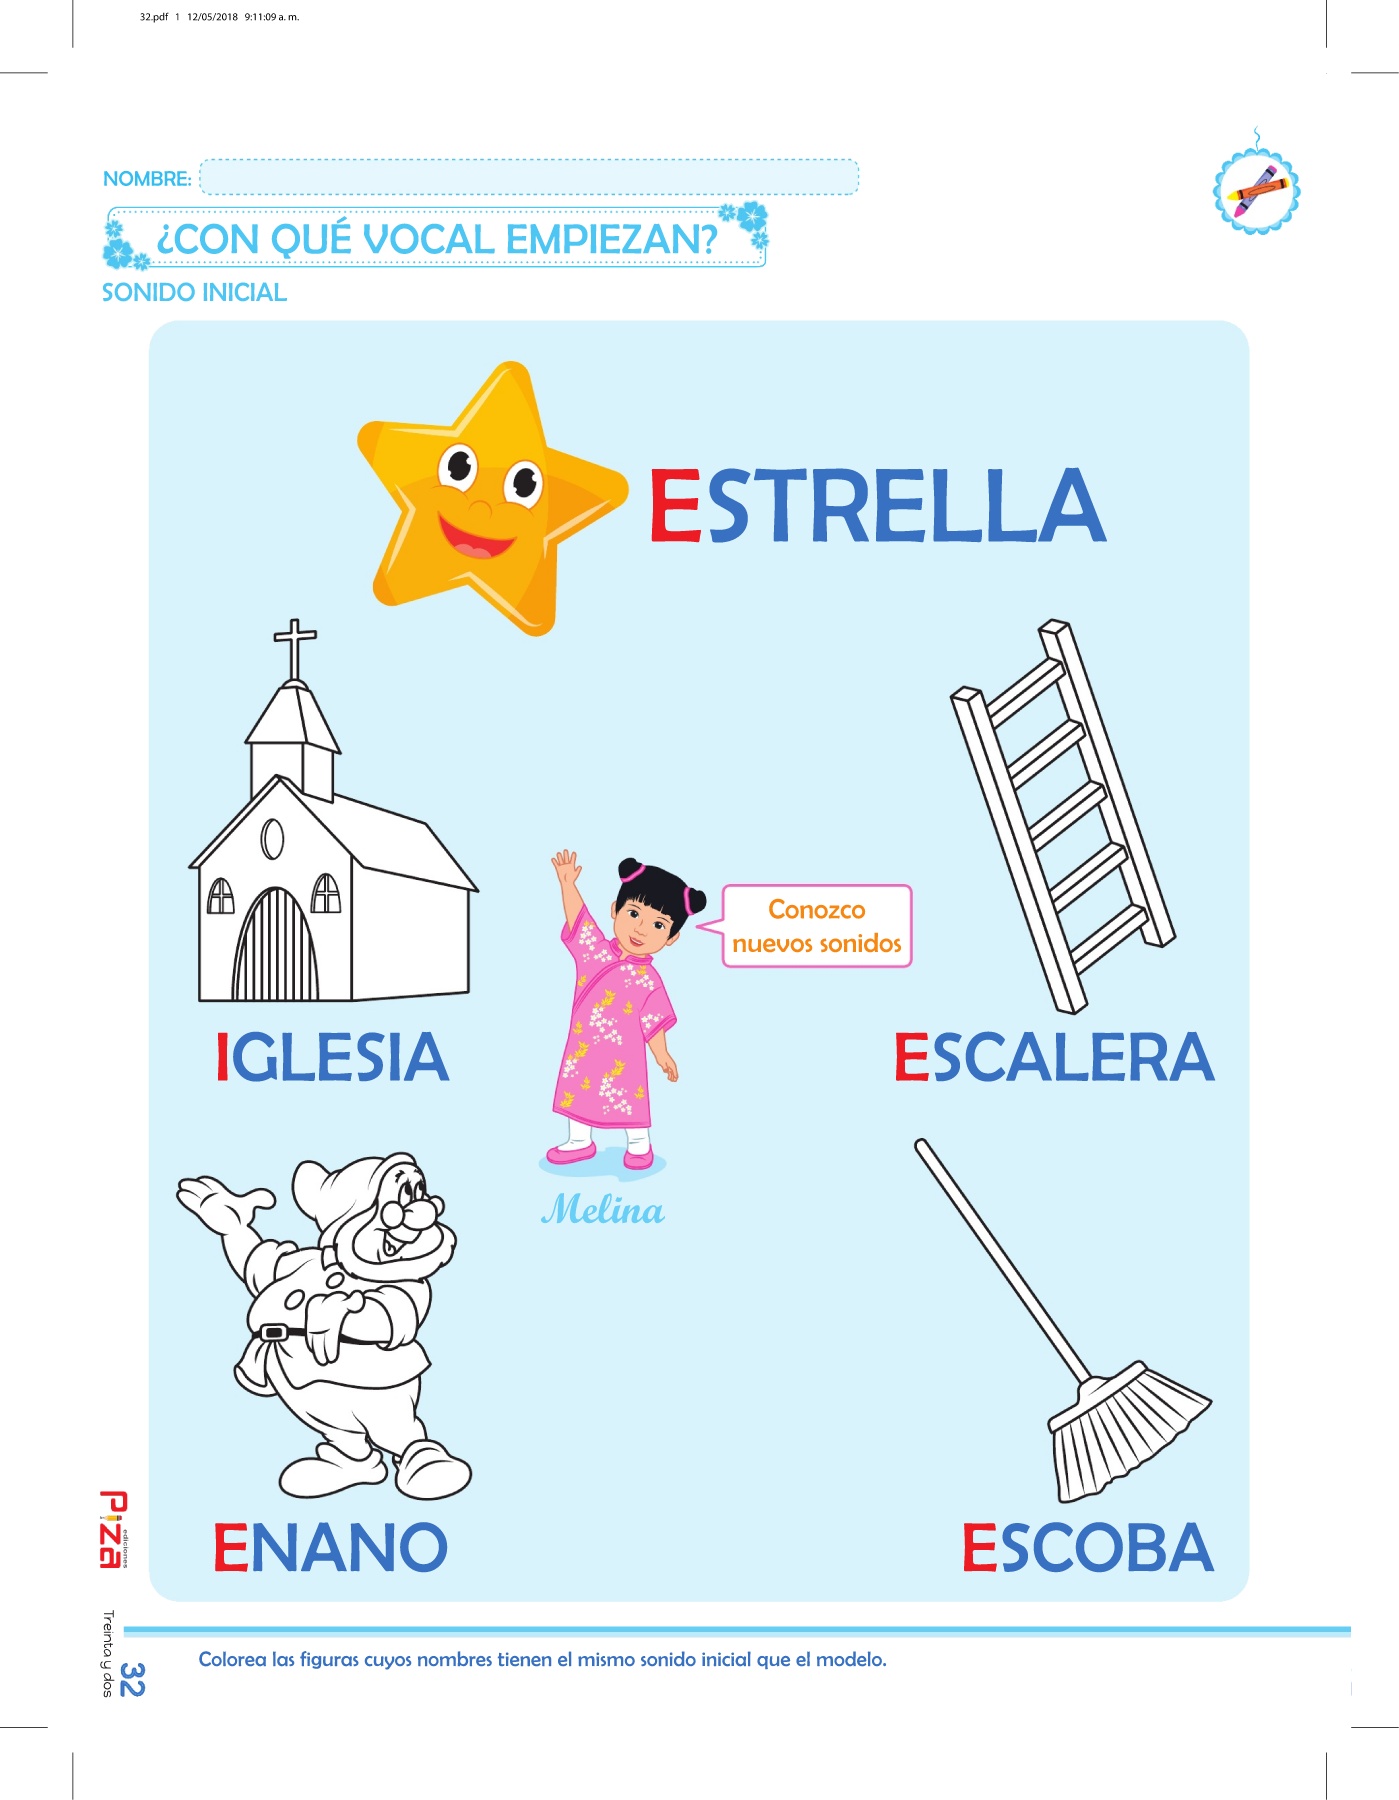 32.pdf 1 12/05/2018 9:11:09 a. m.
NOMBRE:
¿CON QUÉ VOCAL EMPIEZAN?
SONIDO INICIAL
ESTRELLA
Conozco
nuevos sonidos
IGLESIA
ESCALERA
Melina
ENANO
ESCOBA
Piza
ediciones
Treinta y dos
32
Colorea las figuras cuyos nombres tienen el mismo sonido inicial que el modelo.